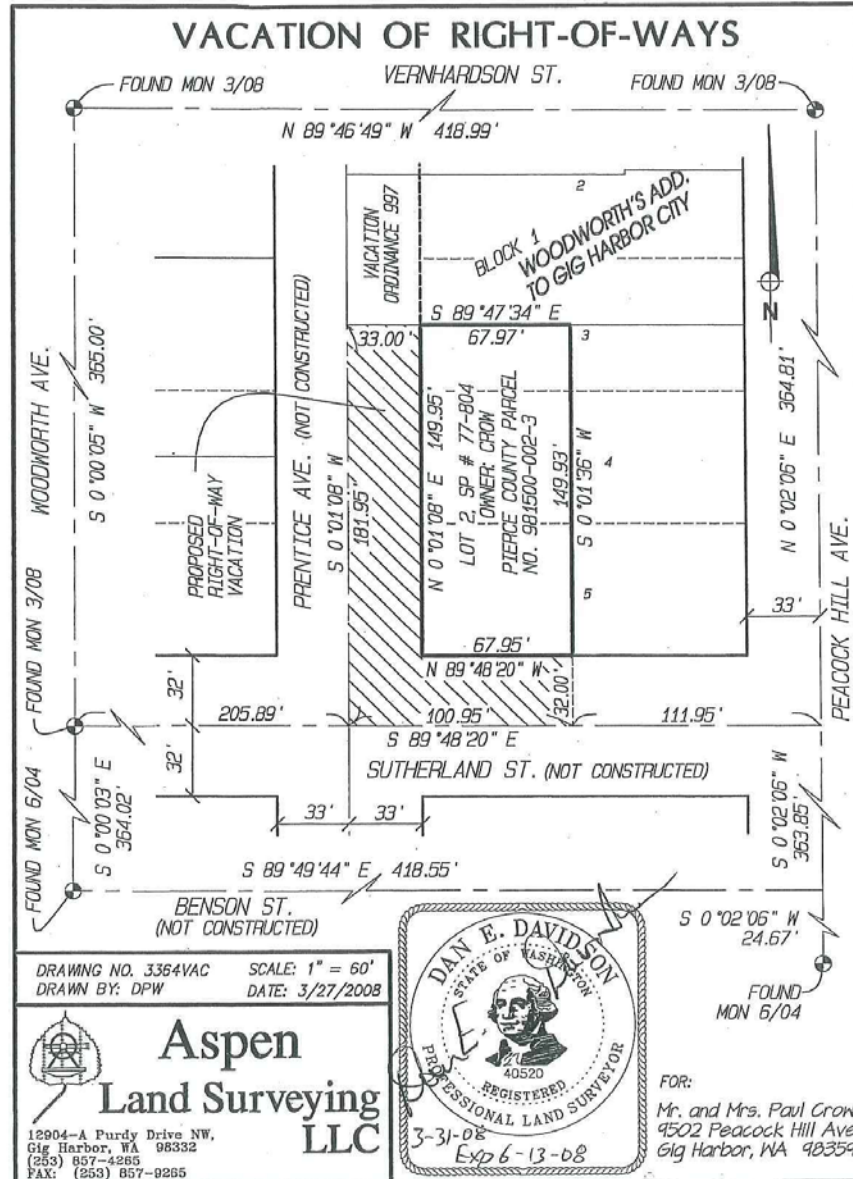 VACATION OF RIGHT-OF-WAYS
FOUND MON 3/08
VERNHARDSON ST.
FOUND MON 3/08
N 89°46'49" W 418.99'
VACATION
ORDINANCE 997
2
BLOCK 1
WOODWORTH'S ADD.
TO GIG HARBOR CITY
N
S 89°47'34" E
33.00'
67.97'
3
WOODWORTH AVE.
S 0°00'05" W 365.00'
PROPOSED
RIGHT-OF-WAY
VACATION
PRENTICE AVE. (NOT CONSTRUCTED)
S 0°01'08" W
181.95'
N 0°01'08" E 149.95'
LOT 2, SP # 77-804
OWNER: CROW
PIERCE COUNTY PARCEL
NO. 981500-002-3
149.93'
S 0°01'36" W
4
5
N 0°02'06" E 364.81'
PEACOCK HILL AVE.
33'
FOUND MON 3/08
67.95'
N 89°48'20" W
32'
32.00'
205.89'
100.95'
111.95'
S 89°48'20" E
32'
SUTHERLAND ST. (NOT CONSTRUCTED)
FOUND MON 6/04
S 0°00'03" E
364.02'
33'
33'
S 0°02'06" W
363.85'
S 89°49'44" E 418.55'
BENSON ST.
(NOT CONSTRUCTED)
S 0°02'06" W
24.67'
FOUND
MON 6/04
DRAWING NO. 3364VAC SCALE: 1" = 60'
DRAWN BY: DPW DATE: 3/27/2008
Aspen
Land Surveying
LLC
12904-A Purdy Drive NW,
Gig Harbor, WA 98332
(253) 857-4265
FAX: (253) 857-9265
DAN E. DAVIDSON
STATE OF WASHINGTON
40520
REGISTERED
PROFESSIONAL LAND SURVEYOR
3-31-08
Exp 6-13-08
FOR:
Mr. and Mrs. Paul Crow
9502 Peacock Hill Ave
Gig Harbor, WA 98359